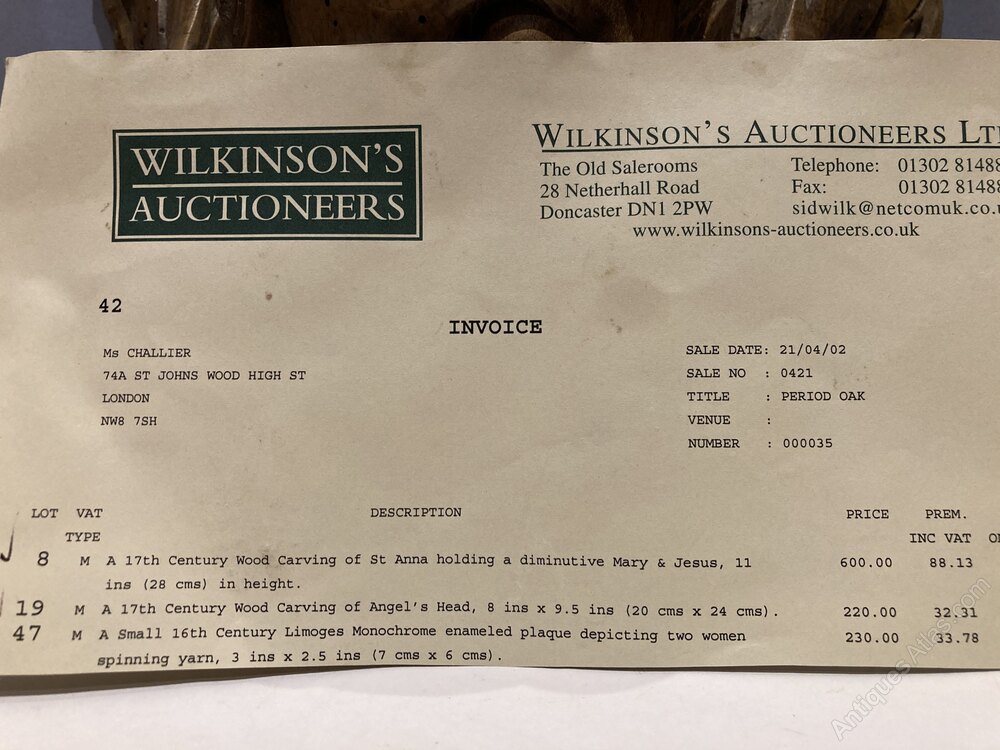 WILKINSON'S
AUCTIONEERS
WILKINSON'S AUCTIONEERS LT
The Old Salerooms
28 Netherhall Road
Doncaster DN1 2PW
Telephone: 01302 8148
Fax: 01302 8148
sidwilk@netcomuk.co.u
www.wilkinsons-auctioneers.co.uk
42
INVOICE
Ms CHALLIER
74A ST JOHNS WOOD HIGH ST
LONDON
NW8 7SH
SALE DATE: 21/04/02
SALE NO : 0421
TITLE : PERIOD OAK
VENUE :
NUMBER : 000035
LOT VAT DESCRIPTION PRICE PREM.
TYPE INC VAT
8 M A 17th Century Wood Carving of St Anna holding a diminutive Mary & Jesus, 11 600.00 88.13
ins (28 cms) in height.
19 M A 17th Century Wood Carving of Angel's Head, 8 ins x 9.5 ins (20 cms x 24 cms). 220.00 32.31
47 M A Small 16th Century Limoges Monochrome enameled plaque depicting two women 230.00 33.78
spinning yarn, 3 ins x 2.5 ins (7 cms x 6 cms).
Antiques Atlas.com